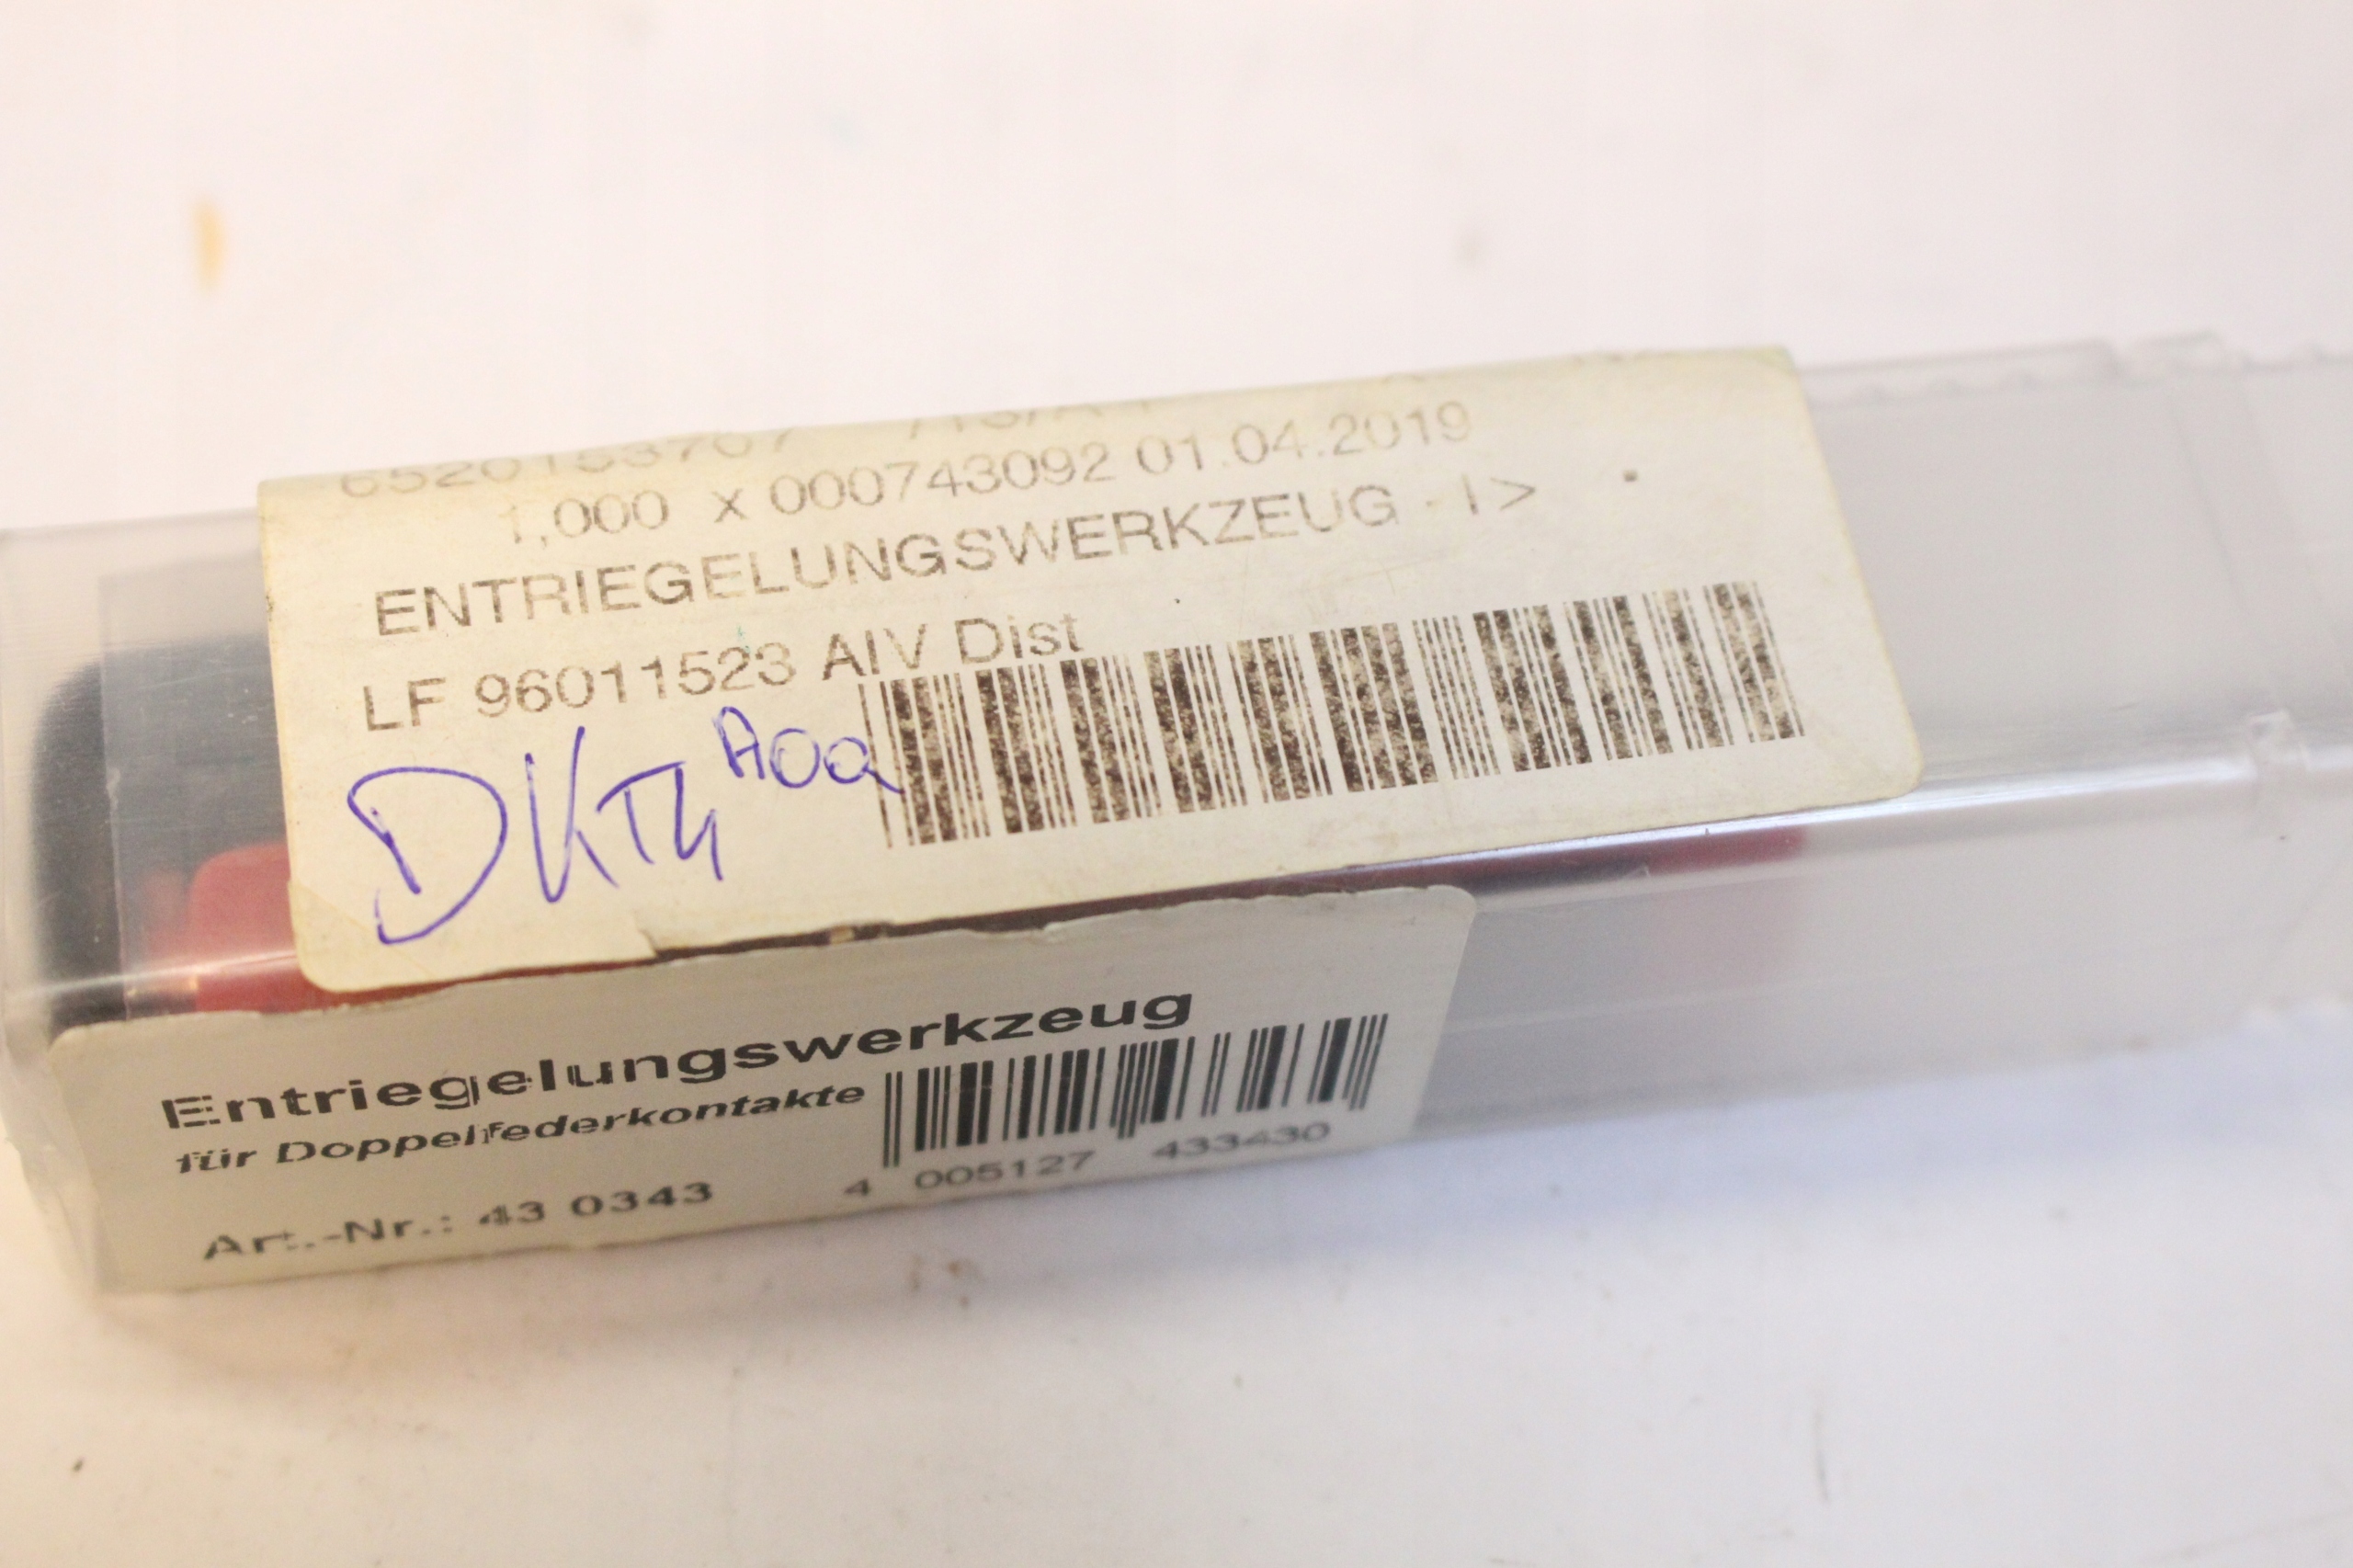 6520153767
1,000 x 000743092 01.04.2019
ENTRIEGELUNGSWERKZEUG - I >
LF 96011523 AIV Dist
Entriegelungswerkzeug
für Doppelfederkontakte
Art.-Nr.: 43 0343
4 005127 433430